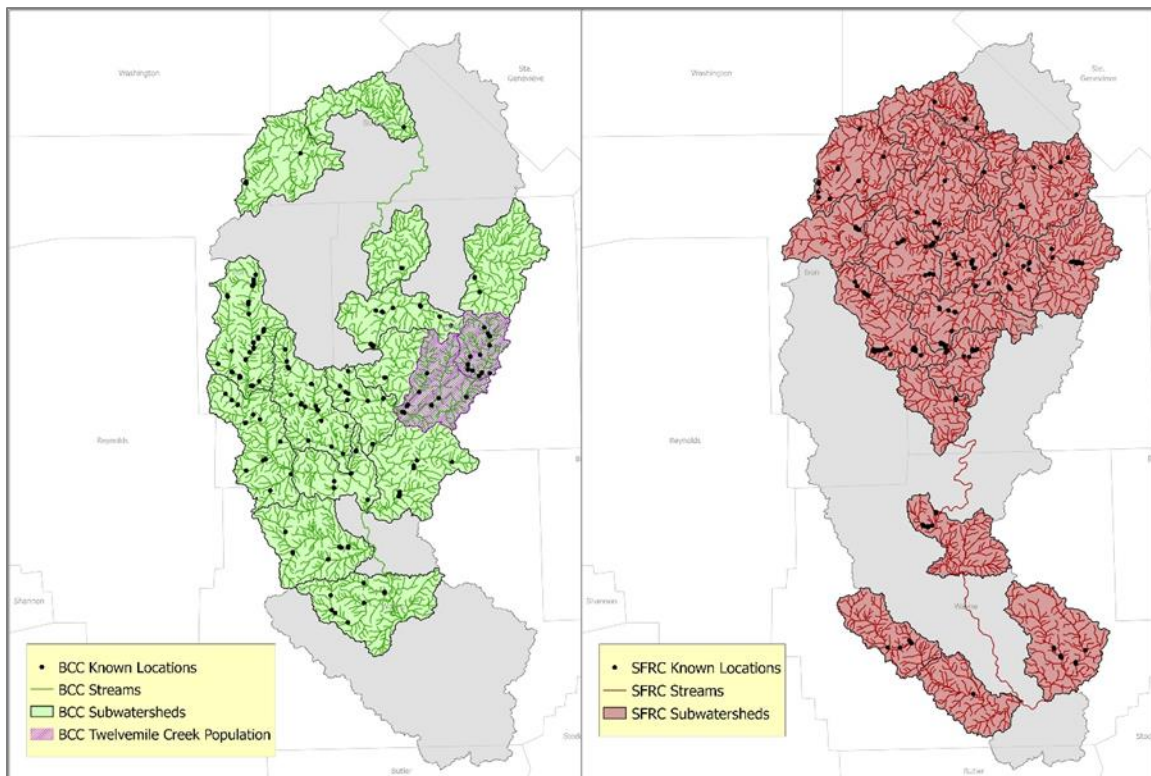 Washington
Ste.
Genevieve
Reynolds
Shannon
Butler
BCC Known Locations
BCC Streams
BCC Subwatersheds
BCC Twelvemile Creek Population
Washington
Ste.
Genevieve
Iron
Reynolds
Shannon
Wayne
Butler
SFRC Known Locations
SFRC Streams
SFRC Subwatersheds